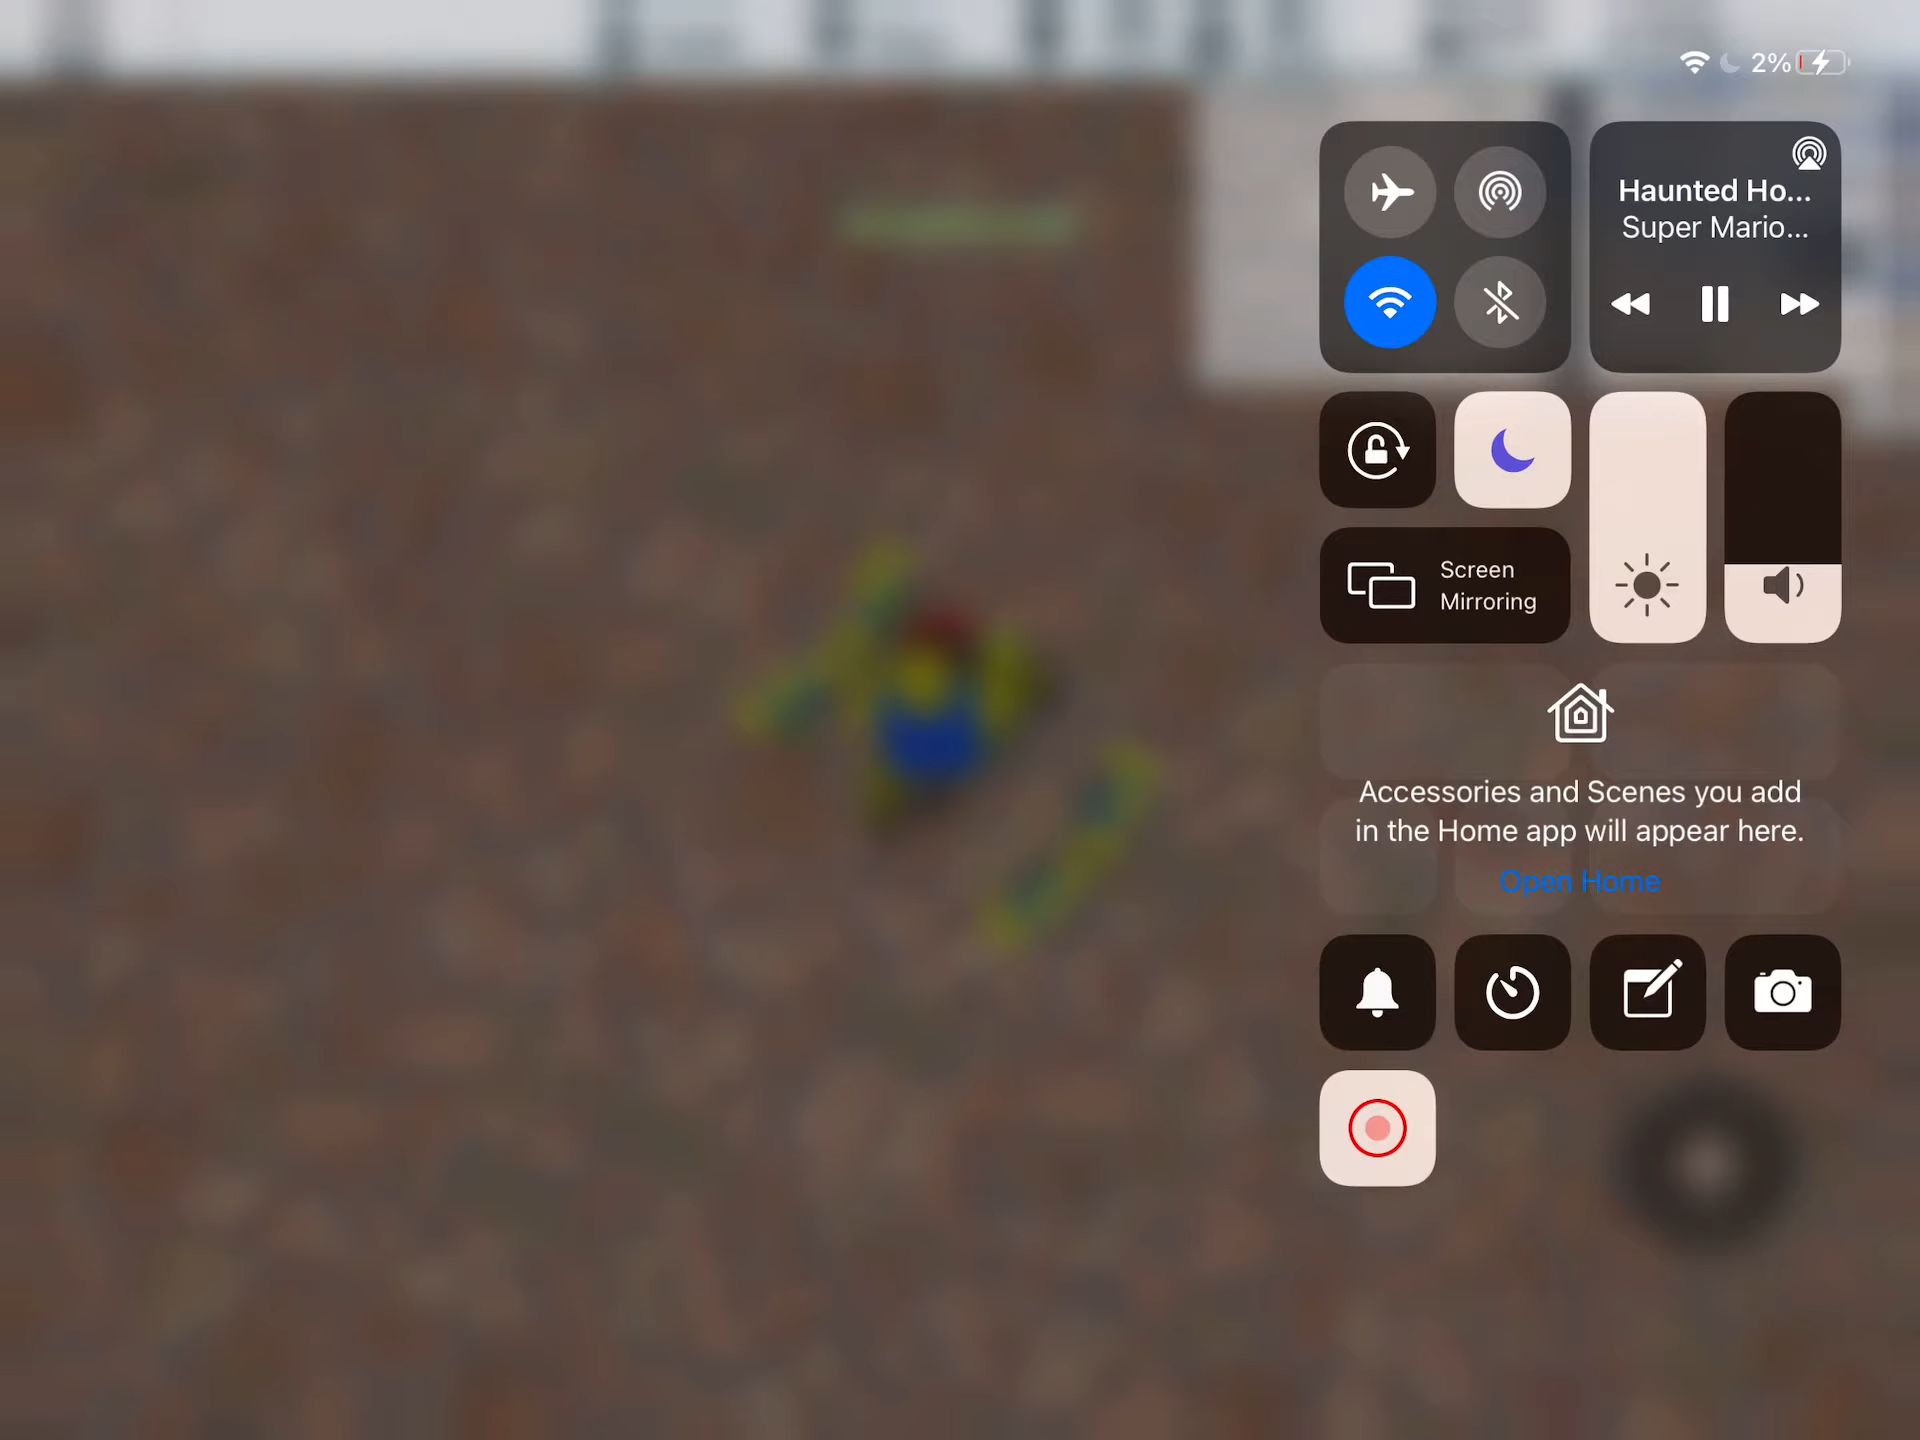 2%
Haunted Ho...
Super Mario...
Screen
Mirroring
Accessories and Scenes you add
in the Home app will appear here.
Open Home